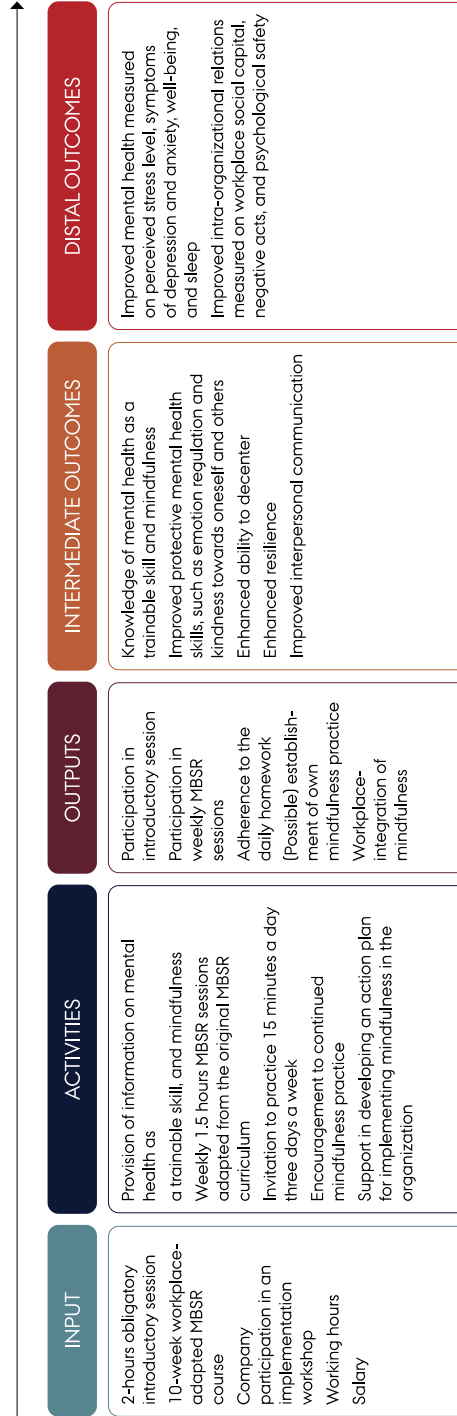 INPUT
2-hours obligatory
introductory session
10-week workplace-
adapted MBSR
course
Company
participation in an
implementation
workshop
Working hours
Salary
ACTIVITIES
Provision of information on mental
health as
a trainable skill, and mindfulness
Weekly 1.5 hours MBSR sessions
adapted from the original MBSR
curriculum
Invitation to practice 15 minutes a day
three days a week
Encouragement to continued
mindfulness practice
Support in developing an action plan
for implementing mindfulness in the
organization
OUTPUTS
Participation in
introductory session
Participation in
weekly MBSR
sessions
Adherence to the
daily homework
(Possible) establish-
ment of own
mindfulness practice
Workplace-
integration of
mindfulness
INTERMEDIATE OUTCOMES
Knowledge of mental health as a
trainable skill and mindfulness
Improved protective mental health
skills, such as emotion regulation and
kindness towards oneself and others
Enhanced ability to decenter
Enhanced resilience
Improved interpersonal communication
DISTAL OUTCOMES
Improved mental health measured
on perceived stress level, symptoms
of depression and anxiety, well-being,
and sleep
Improved intra-organizational relations
measured on workplace social capital,
negative acts, and psychological safety